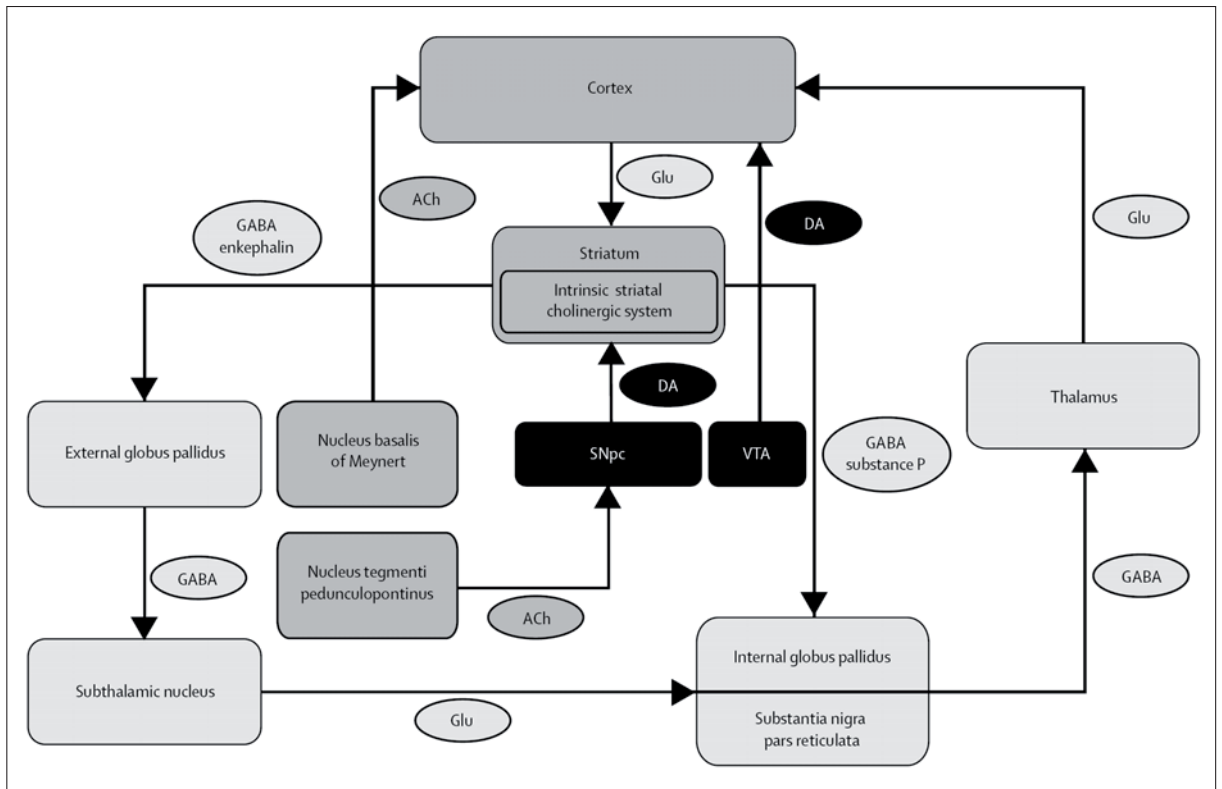 Cortex
Glu
ACh
GABA
enkephalin
DA
Glu
Striatum
Intrinsic striatal
cholinergic system
DA
Thalamus
External globus pallidus
Nucleus basalis
of Meynert
SNpc
VTA
GABA
substance P
GABA
Nucleus tegmenti
pedunculopontinus
GABA
ACh
Internal globus pallidus
Subthalamic nucleus
Glu
Substantia nigra
pars reticulata